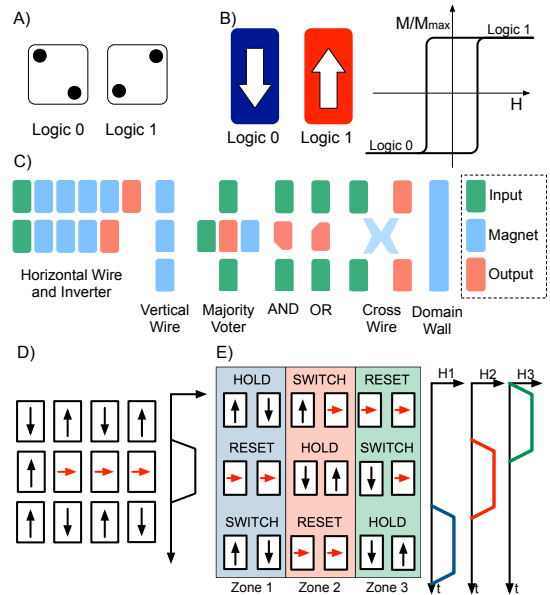 A)
Logic 0 Logic 1
B)
Logic 0 Logic 1
M/Mmax
Logic 1
H
Logic 0
C)
Input
Magnet
Output
Horizontal Wire
and Inverter
Vertical
Wire
Majority
Voter
AND
OR
Cross
Wire
Domain
Wall
D)
E)
HOLD SWITCH RESET
RESET HOLD SWITCH
SWITCH RESET HOLD
Zone 1 Zone 2 Zone 3
H1 H2 H3
t t t